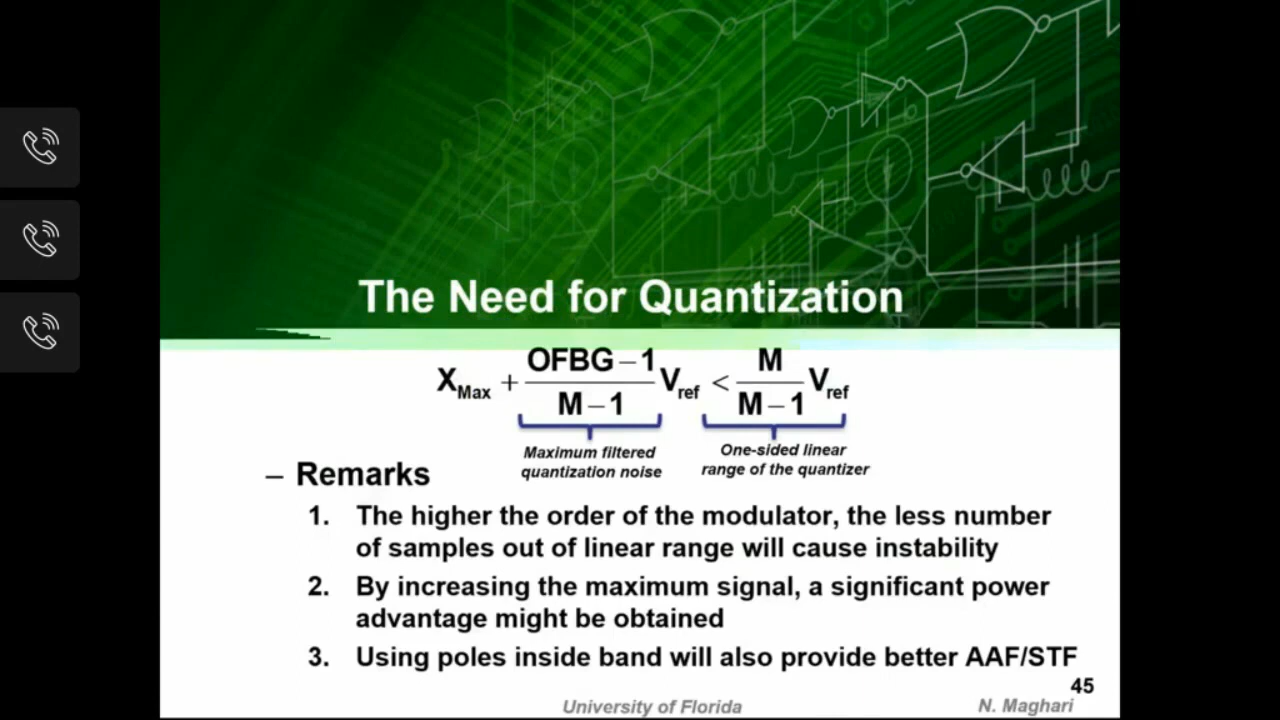 The Need for Quantization
X_Max + (OFBG – 1)/(M – 1) V_ref < M/(M – 1) V_ref
Maximum filtered
quantization noise
One-sided linear
range of the quantizer
– Remarks
1. The higher the order of the modulator, the less number
of samples out of linear range will cause instability
2. By increasing the maximum signal, a significant power
advantage might be obtained
3. Using poles inside band will also provide better AAF/STF
45
University of Florida
N. Maghari